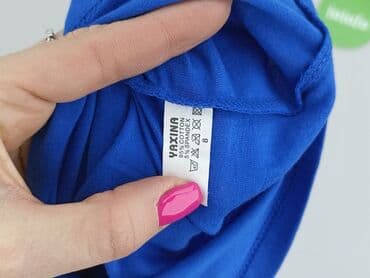 YAXINA
95% COTTON
5% SPANDEX
8